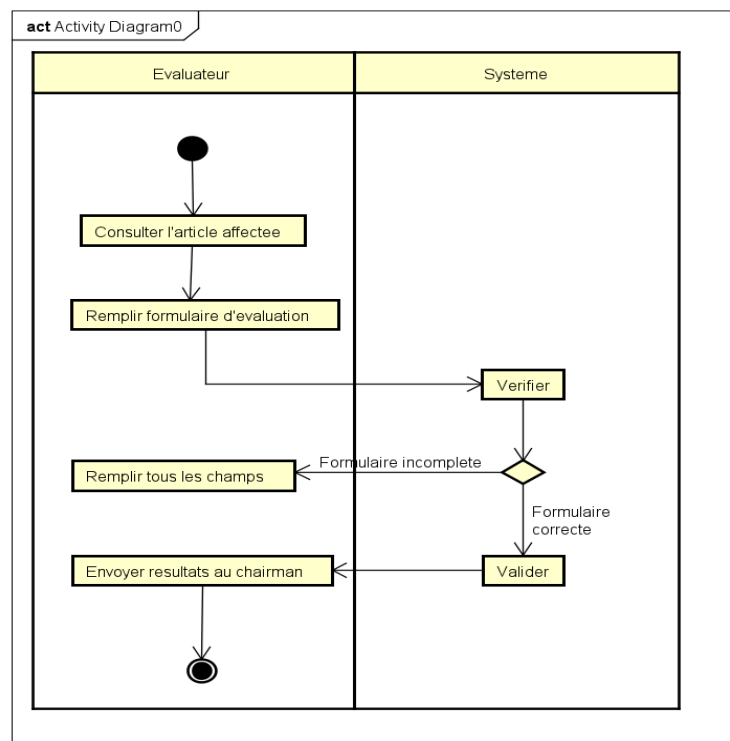 act Activity Diagram0
Evaluateur
Systeme
Consulter l'article affectee
Remplir formulaire d'evaluation
Verifier
Formulaire incomplete
Remplir tous les champs
Formulaire
correcte
Envoyer resultats au chairman
Valider